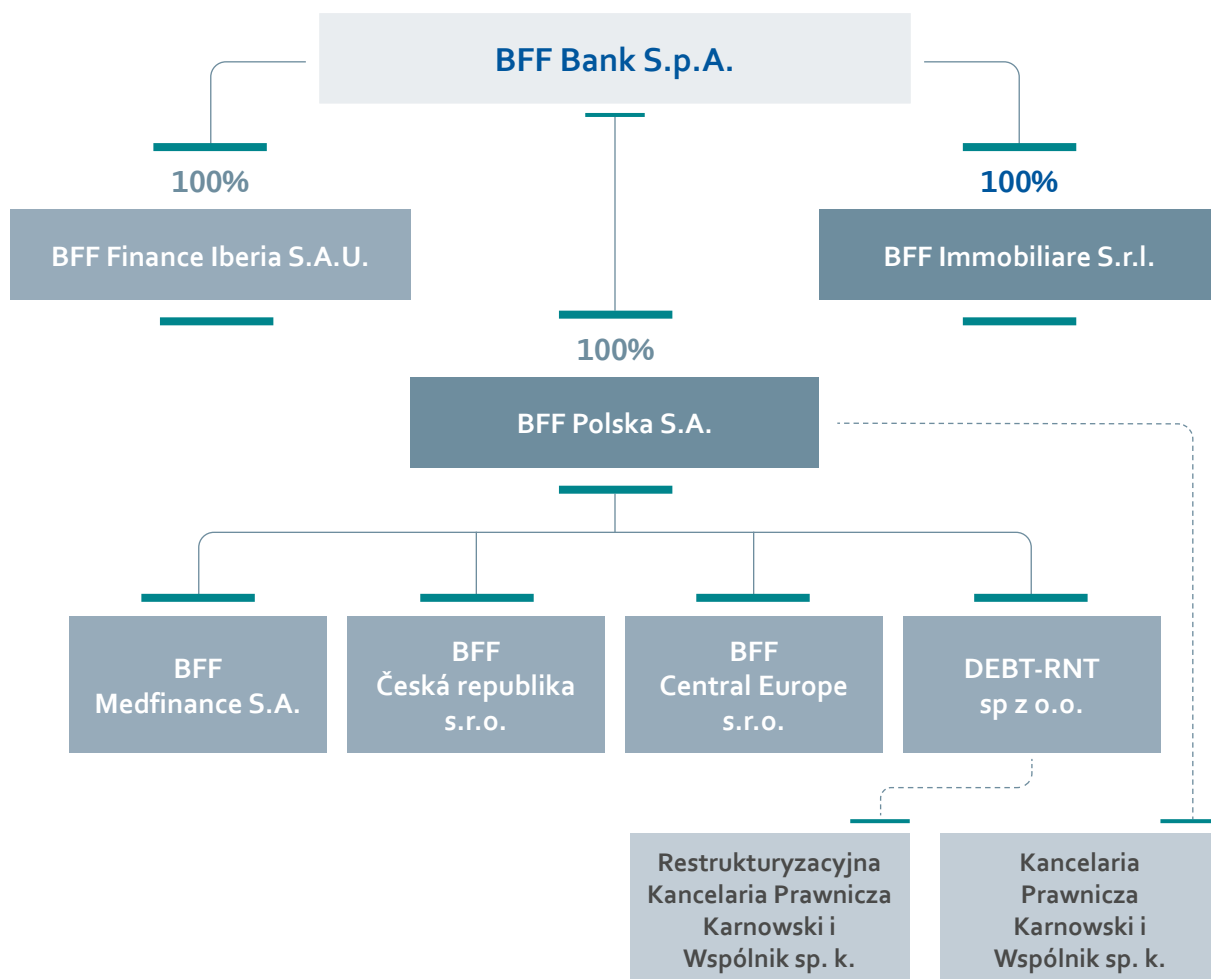 BFF Bank S.p.A.
100%
100%
BFF Finance Iberia S.A.U.
BFF Immobiliare S.r.l.
100%
BFF Polska S.A.
BFF
Medfinance S.A.
BFF
Česká republika
s.r.o.
BFF
Central Europe
s.r.o.
DEBT-RNT
sp z o.o.
Restrukturyzacyjna
Kancelaria Prawnicza
Karnowski i
Wspólnik sp. k.
Kancelaria
Prawnicza
Karnowski i
Wspólnik sp. k.